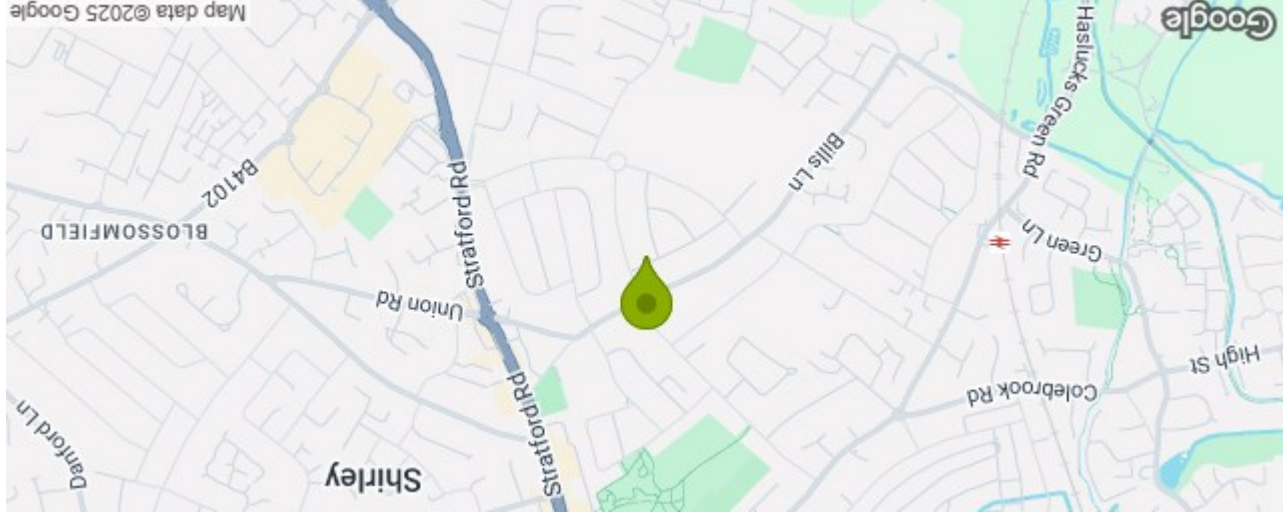 Shirley
Danford Ln
Stratford Rd
High St
Colebrook Rd
Union Rd
Stratford Rd
BLOSSOMFIELD
Green Ln
B4102
Bills Ln
Haslucks Green Rd
Google
Map data ©2025 Google